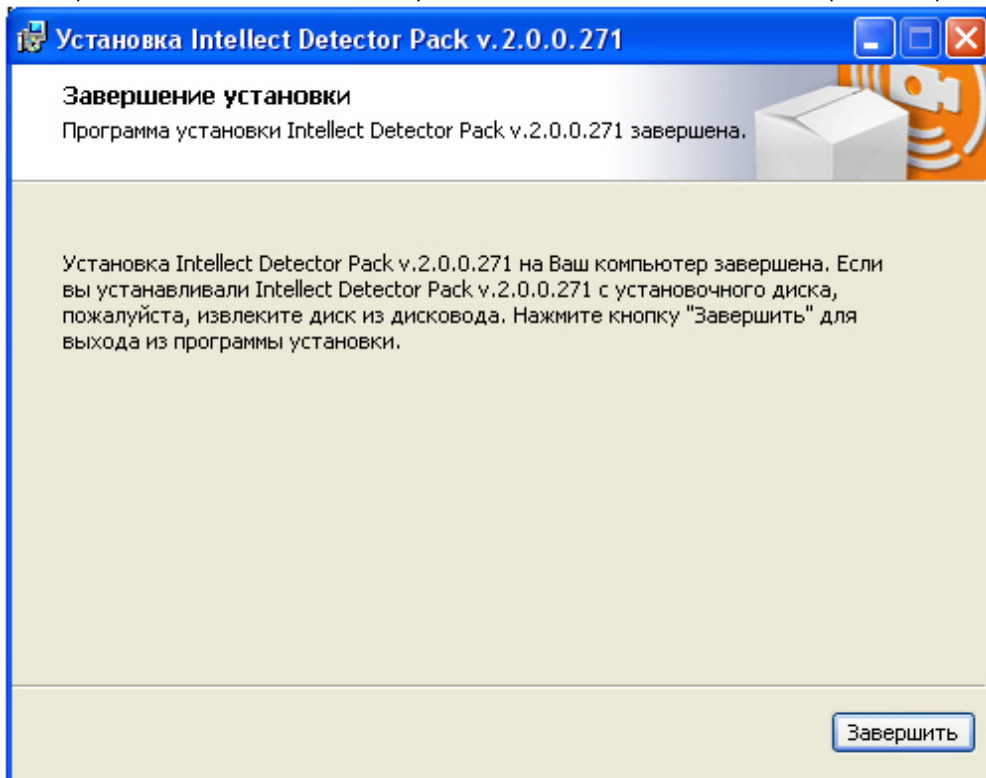 Установка Intellect Detector Pack v.2.0.0.271
Завершение установки
Программа установки Intellect Detector Pack v.2.0.0.271 завершена.
Установка Intellect Detector Pack v.2.0.0.271 на Ваш компьютер завершена. Если
вы устанавливали Intellect Detector Pack v.2.0.0.271 с установочного диска,
пожалуйста, извлеките диск из дисковода. Нажмите кнопку "Завершить" для
выхода из программы установки.
Завершить